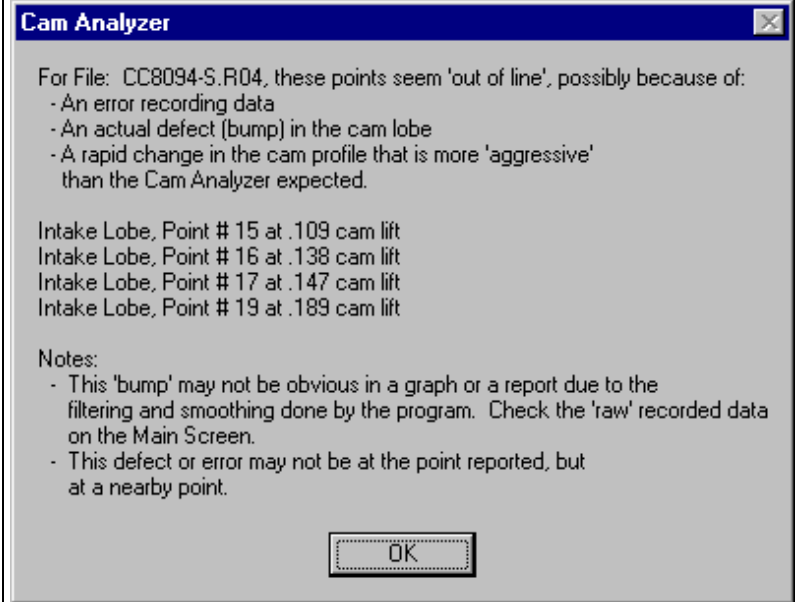 Cam Analyzer
For File:  CC8094-S.R04, these points seem 'out of line', possibly because of:
- An error recording data
- An actual defect (bump) in the cam lobe
- A rapid change in the cam profile that is more 'aggressive'
than the Cam Analyzer expected.
Intake Lobe, Point # 15 at .109 cam lift
Intake Lobe, Point # 16 at .138 cam lift
Intake Lobe, Point # 17 at .147 cam lift
Intake Lobe, Point # 19 at .189 cam lift
Notes:
- This 'bump' may not be obvious in a graph or a report due to the
filtering and smoothing done by the program.  Check the 'raw' recorded data
on the Main Screen.
- This defect or error may not be at the point reported, but
at a nearby point.
OK